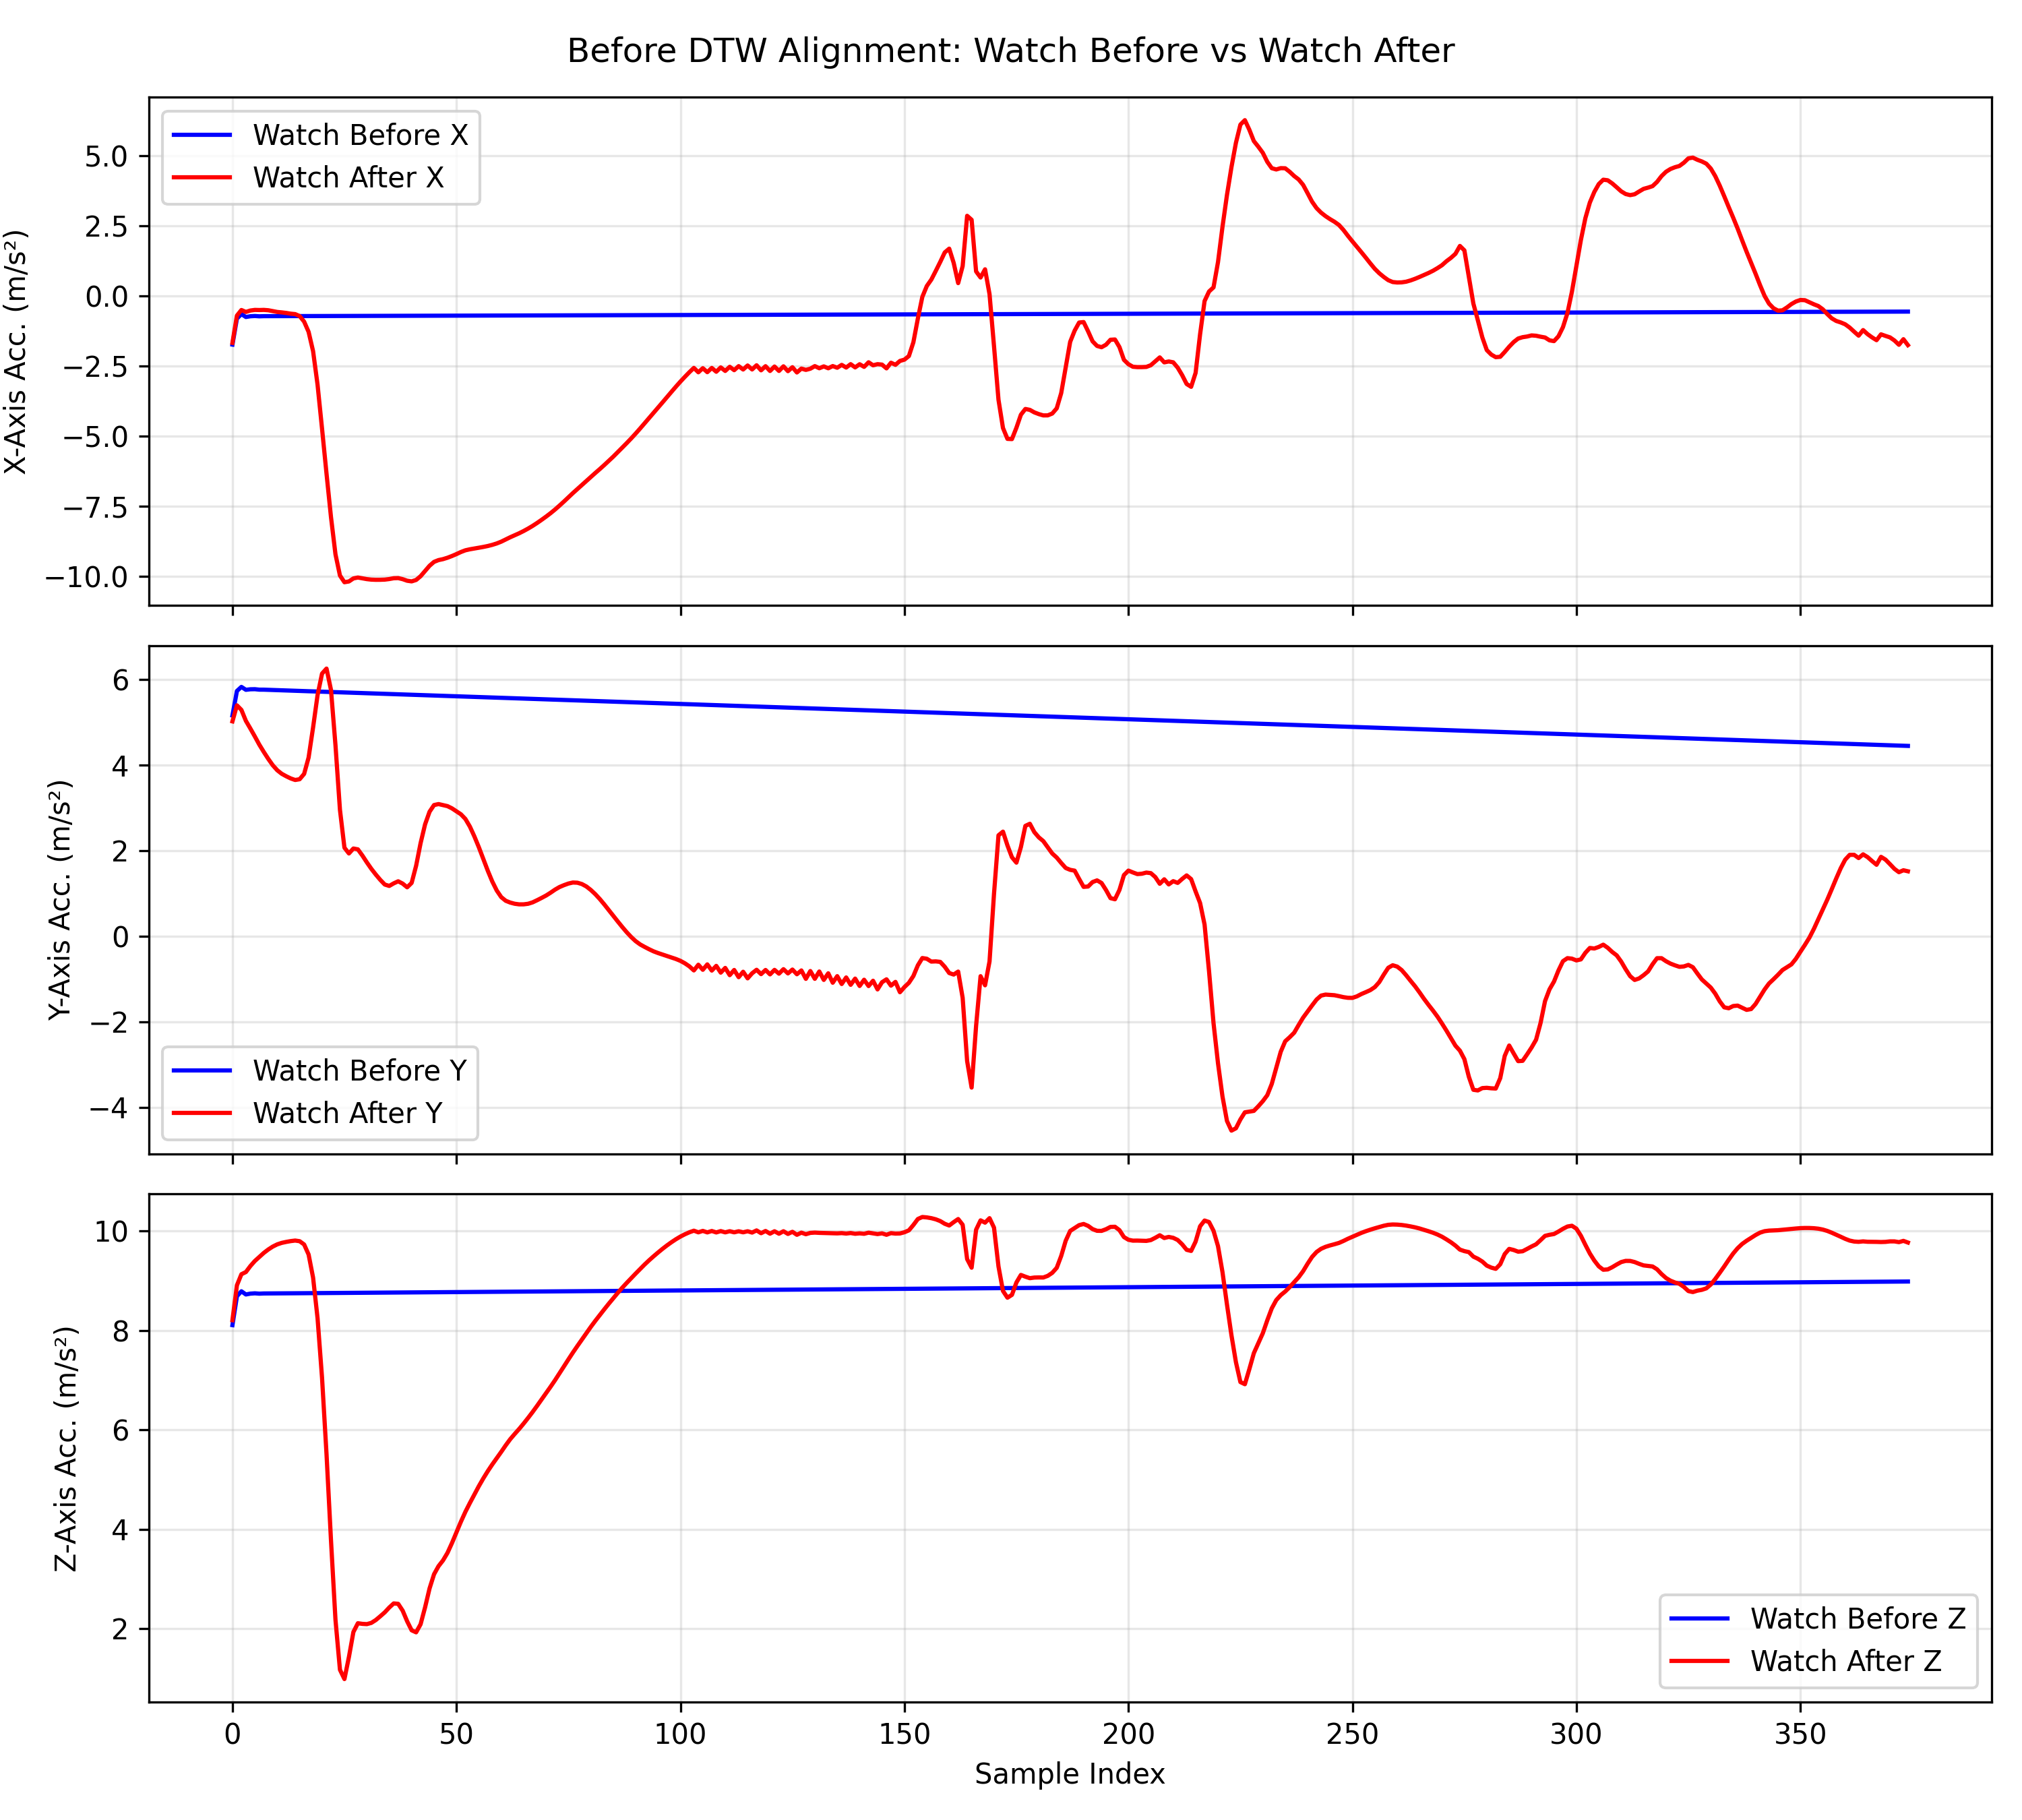 Before DTW Alignment: Watch Before vs Watch After
X-Axis Acc. (m/s²)
5.0
2.5
0.0
−2.5
−5.0
−7.5
−10.0
Watch Before X
Watch After X
Y-Axis Acc. (m/s²)
6
4
2
0
−2
−4
Watch Before Y
Watch After Y
Z-Axis Acc. (m/s²)
10
8
6
4
2
Watch Before Z
Watch After Z
0 50 100 150 200 250 300 350
Sample Index